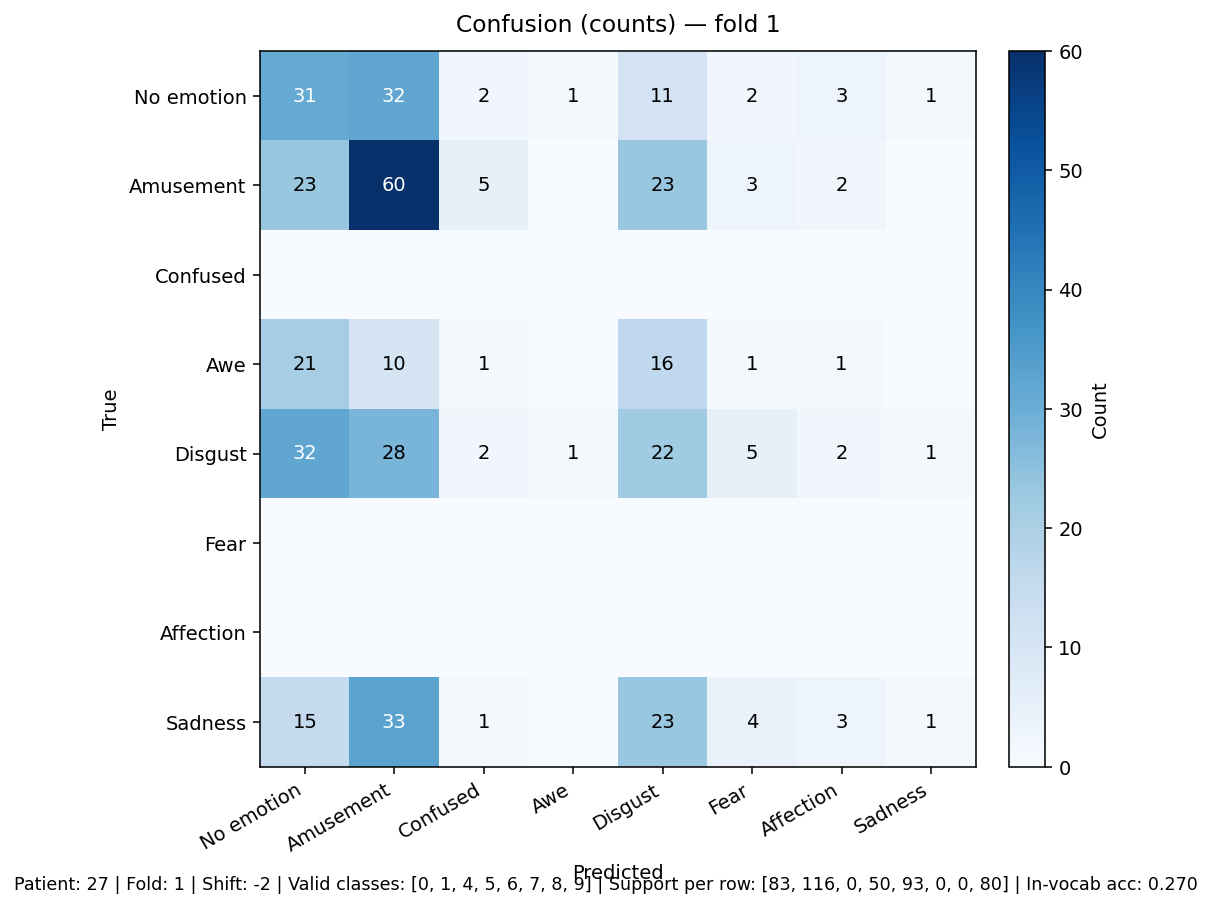 Confusion (counts) — fold 1
No emotion 31 32 2 1 11 2 3 1
Amusement 23 60 5 23 3 2
Confused
Awe 21 10 1 16 1 1
Disgust 32 28 2 1 22 5 2 1
Fear
Affection
Sadness 15 33 1 23 4 3 1
True
No emotion Amusement Confused Awe Disgust Fear Affection Sadness
Predicted
60
50
40
30
20
10
0
Count
Patient: 27 | Fold: 1 | Shift: -2 | Valid classes: [0, 1, 4, 5, 6, 7, 8, 9] | Support per row: [83, 116, 0, 50, 93, 0, 0, 80] | In-vocab acc: 0.270